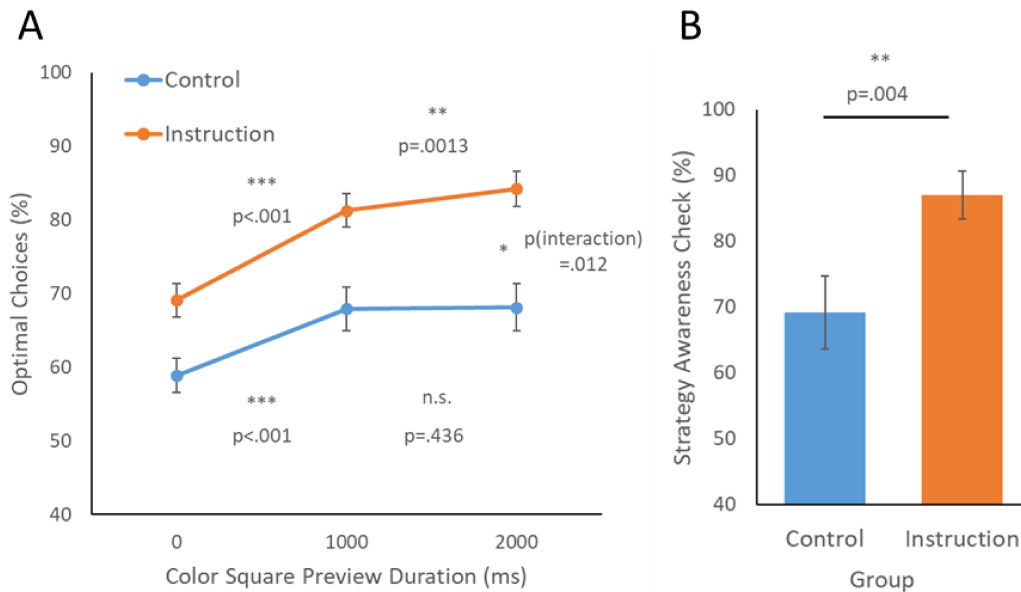 A
100
90
80
70
60
50
40
Optimal Choices (%)
Control
Instruction
***
p<.001
**
p=.0013
*
p(interaction)
=.012
***
p<.001
n.s.
p=.436
0
1000
2000
Color Square Preview Duration (ms)
B
**
p=.004
100
90
80
70
60
50
40
Strategy Awareness Check (%)
Control
Instruction
Group